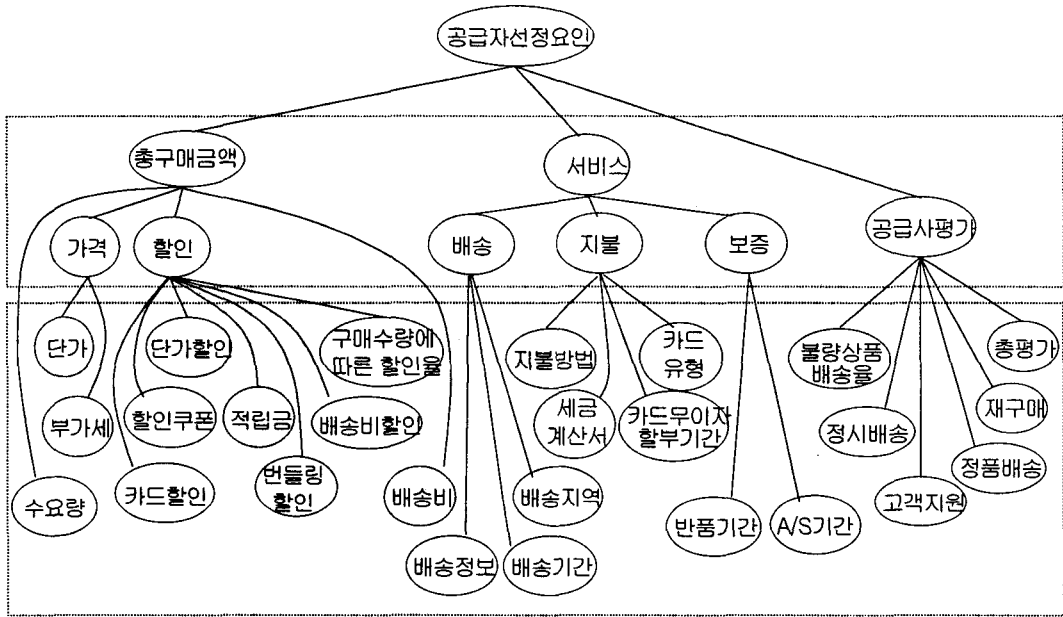 공급자선정요인
총구매금액
서비스
공급사평가
가격
할인
배송
지불
보증
단가
단가할인
구매수량에
따른 할인율
지불방법
카드
유형
불량상품
배송율
총평가
부가세
할인쿠폰
적립금
배송비할인
세금
계산서
카드무이자
할부기간
정시배송
재구매
수요량
카드할인
번들링
할인
배송비
배송지역
반품기간
A/S기간
고객지원
정품배송
배송정보
배송기간